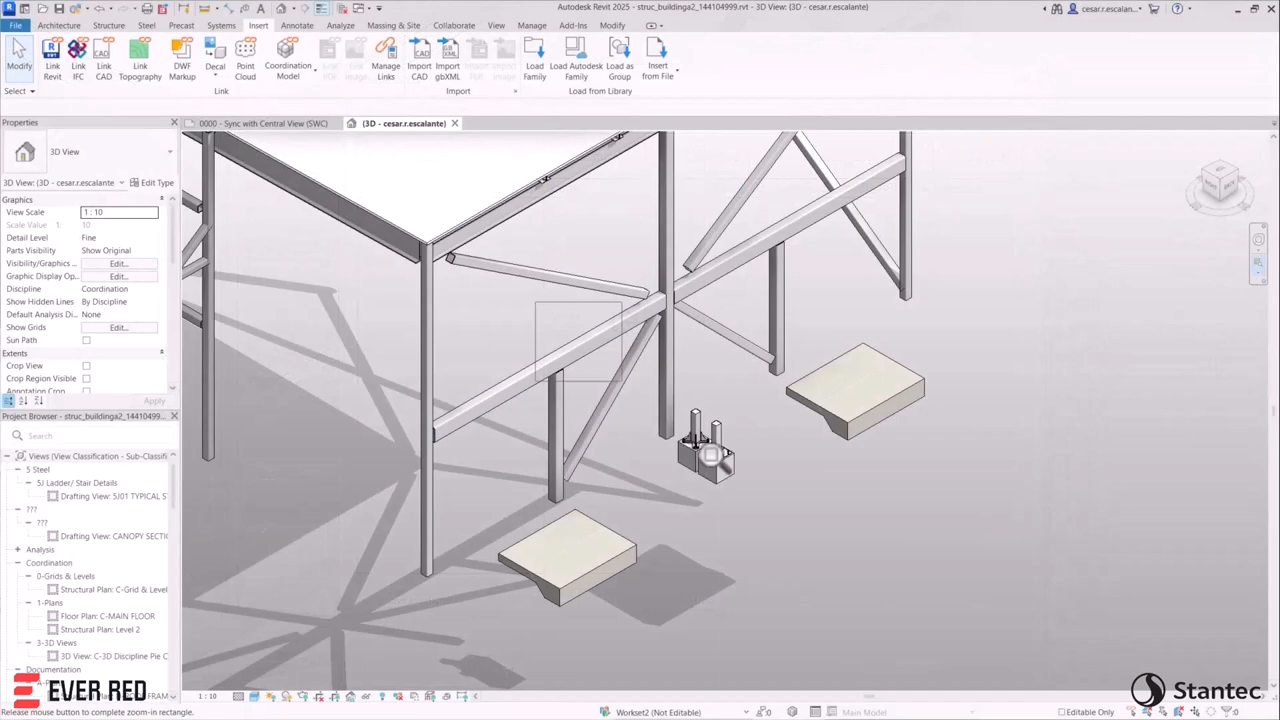 Autodesk Revit 2025 - struc_buildinga2_144104999.rvt - 3D View: {3D - cesar.r.escalante}
cesar.r.escalan...
File Architecture Structure Steel Precast Systems Insert Annotate Analyze Massing & Site Collaborate View Manage Add-Ins Modify
Modify
Link Revit
Link IFC
Link CAD
Link Topography
DWF Markup
Decal
Point Cloud
Coordination Model
Manage Links
Import CAD
Import gbXML
Load Family
Load Autodesk Family
Load as Group
Insert from File
Select
Link
Import
Load from Library
Properties
0000 - Sync with Central View (SWC)
{3D - cesar.r.escalante}
3D View
3D View: {3D - cesar.r.escalante
Edit Type
Graphics
View Scale 1 : 10
Scale Value 1: 10
Detail Level Fine
Parts Visibility Show Original
Visibility/Graphics ... Edit...
Graphic Display Op... Edit...
Discipline Coordination
Show Hidden Lines By Discipline
Default Analysis Di... None
Show Grids Edit...
Sun Path
Extents
Crop View
Crop Region Visible
Annotation Crop
Apply
Project Browser - struc_buildinga2_14410499...
Search
Views (View Classification - Sub-Classifi
5 Steel
5J Ladder/ Stair Details
Drafting View: 5J01 TYPICAL S
???
???
Drafting View: CANOPY SECTI
Analysis
Coordination
0-Grids & Levels
Structural Plan: C-Grid & Level
1-Plans
Floor Plan: C-MAIN FLOOR
Structural Plan: Level 2
3-3D Views
3D View: C-3D Discipline Pie C
Documentation
FRAM
EVER RED
Stantec
1 : 10
Release mouse button to complete zoom-in rectangle.
Workset2 (Not Editable)
:0
Main Model
Editable Only
:0